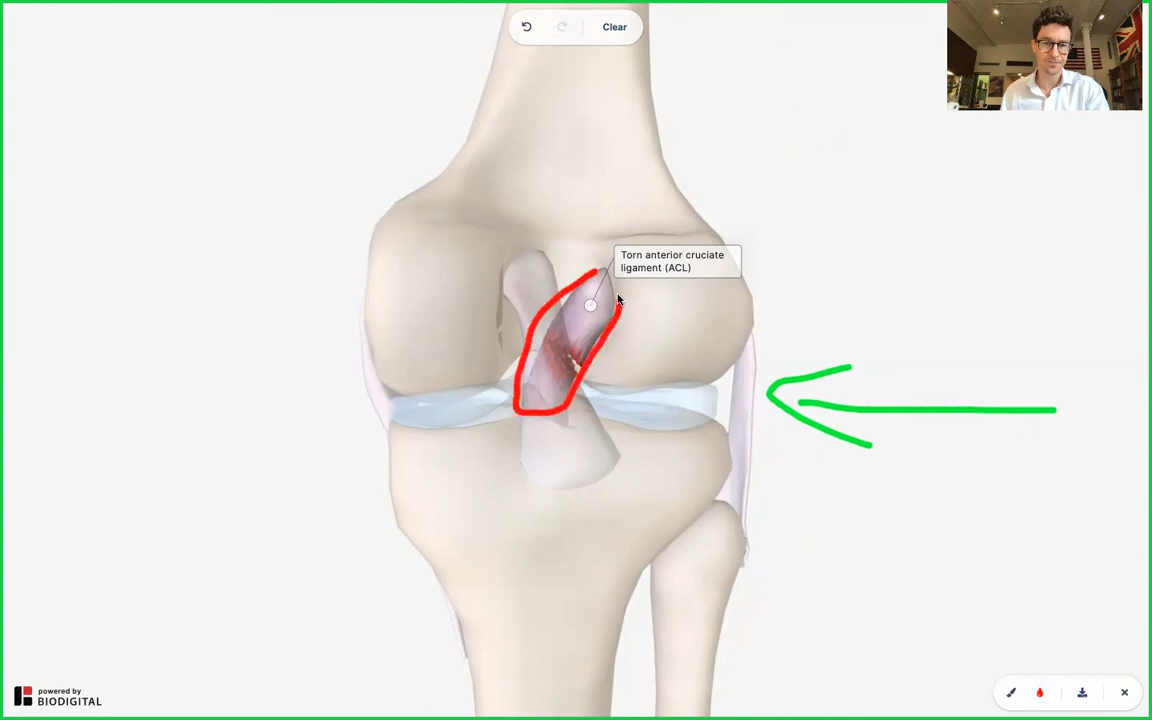 Clear
Torn anterior cruciate
ligament (ACL)
powered by
BIODIGITAL